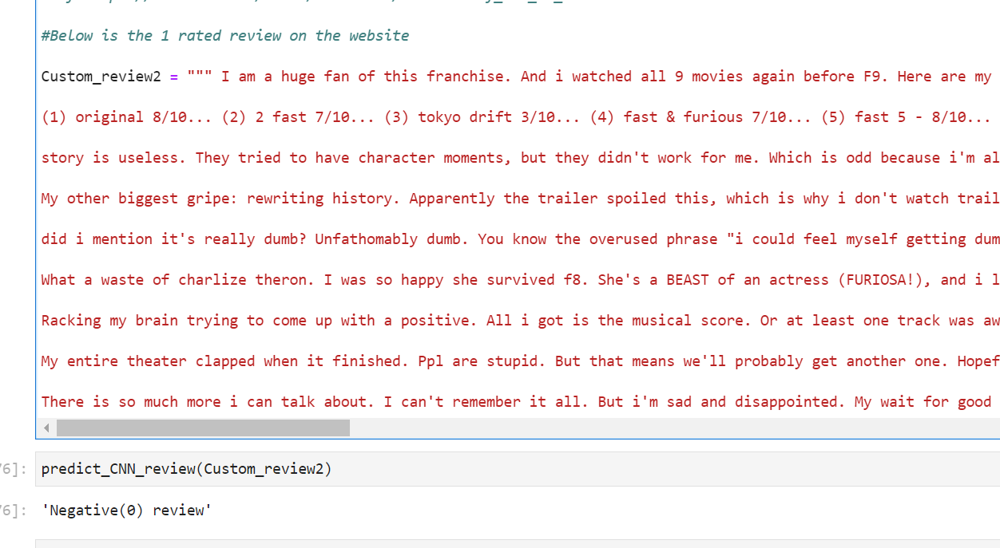 #Below is the 1 rated review on the website
Custom_review2 = """ I am a huge fan of this franchise. And i watched all 9 movies again before F9. Here are my
(1) original 8/10... (2) 2 fast 7/10... (3) tokyo drift 3/10... (4) fast & furious 7/10... (5) fast 5 - 8/10...
story is useless. They tried to have character moments, but they didn't work for me. Which is odd because i'm al
My other biggest gripe: rewriting history. Apparently the trailer spoiled this, which is why i don't watch trail
did i mention it's really dumb? Unfathomably dumb. You know the overused phrase "i could feel myself getting dum
What a waste of charlize theron. I was so happy she survived f8. She's a BEAST of an actress (FURIOSA!), and i l
Racking my brain trying to come up with a positive. All i got is the musical score. Or at least one track was aw
My entire theater clapped when it finished. Ppl are stupid. But that means we'll probably get another one. Hopef
There is so much more i can talk about. I can't remember it all. But i'm sad and disappointed. My wait for good
6]: predict_CNN_review(Custom_review2)
6]: 'Negative(0) review'